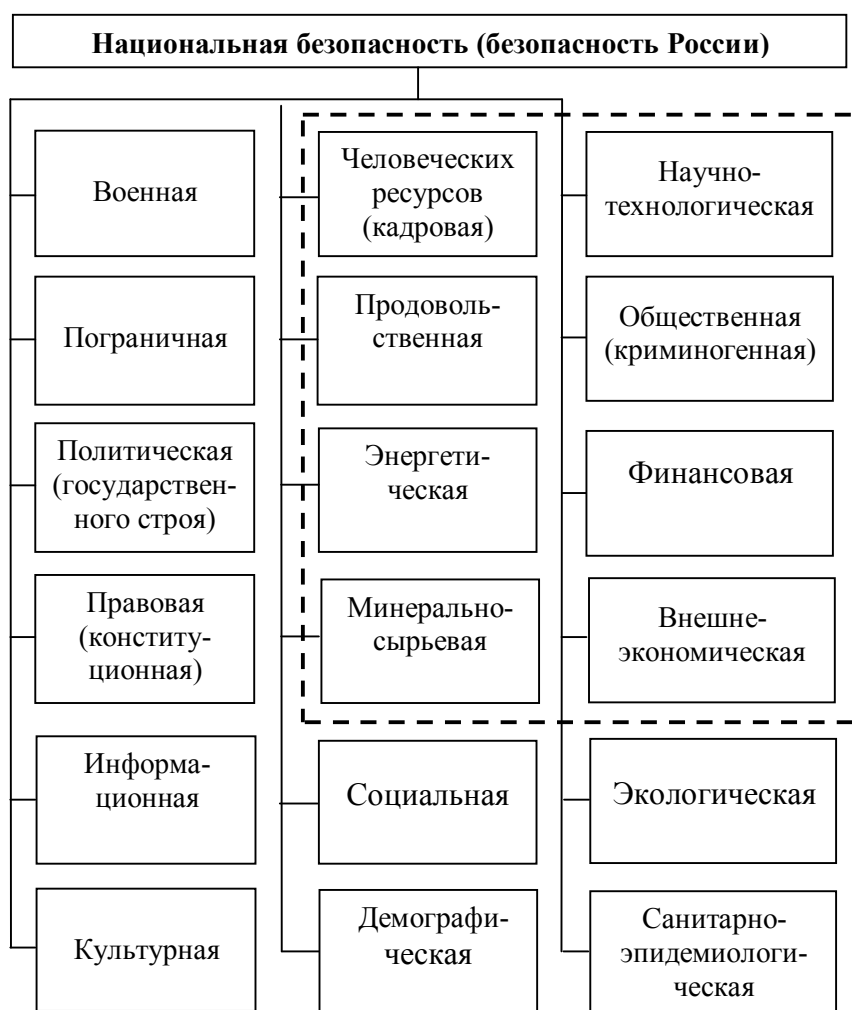 Национальная безопасность (безопасность России)
Военная
Человеческих
ресурсов
(кадровая)
Научно-
технологическая
Пограничная
Продоволь-
ственная
Общественная
(криминогенная)
Политическая
(государствен-
ного строя)
Энергети-
ческая
Финансовая
Правовая
(конститу-
ционная)
Минерально-
сырьевая
Внешне-
экономическая
Информа-
ционная
Социальная
Экологическая
Культурная
Демографи-
ческая
Санитарно-
эпидемиологи-
ческая